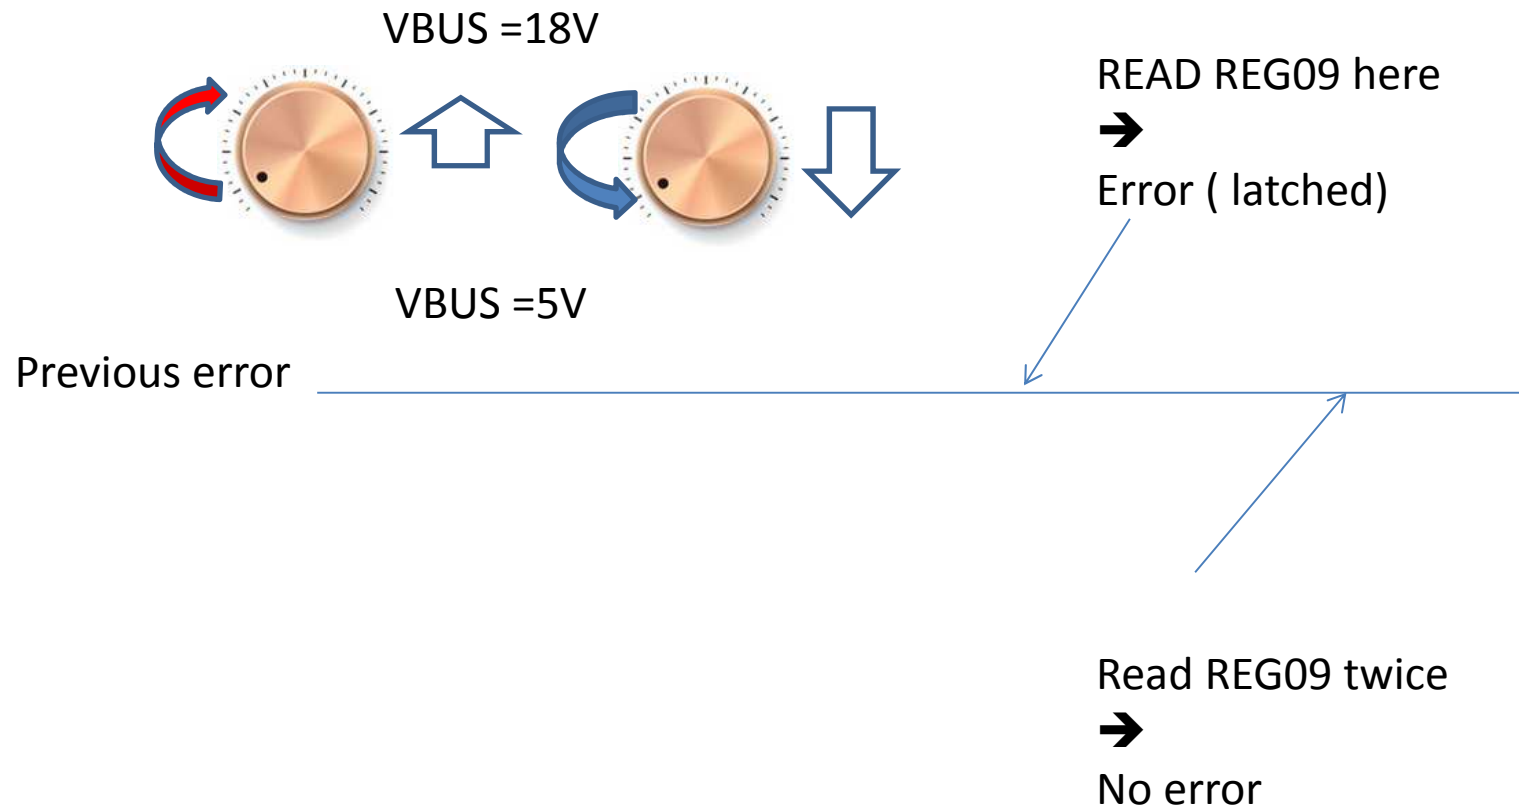 VBUS =18V
READ REG09 here
➔
Error ( latched)
VBUS =5V
Previous error
Read REG09 twice
➔
No error